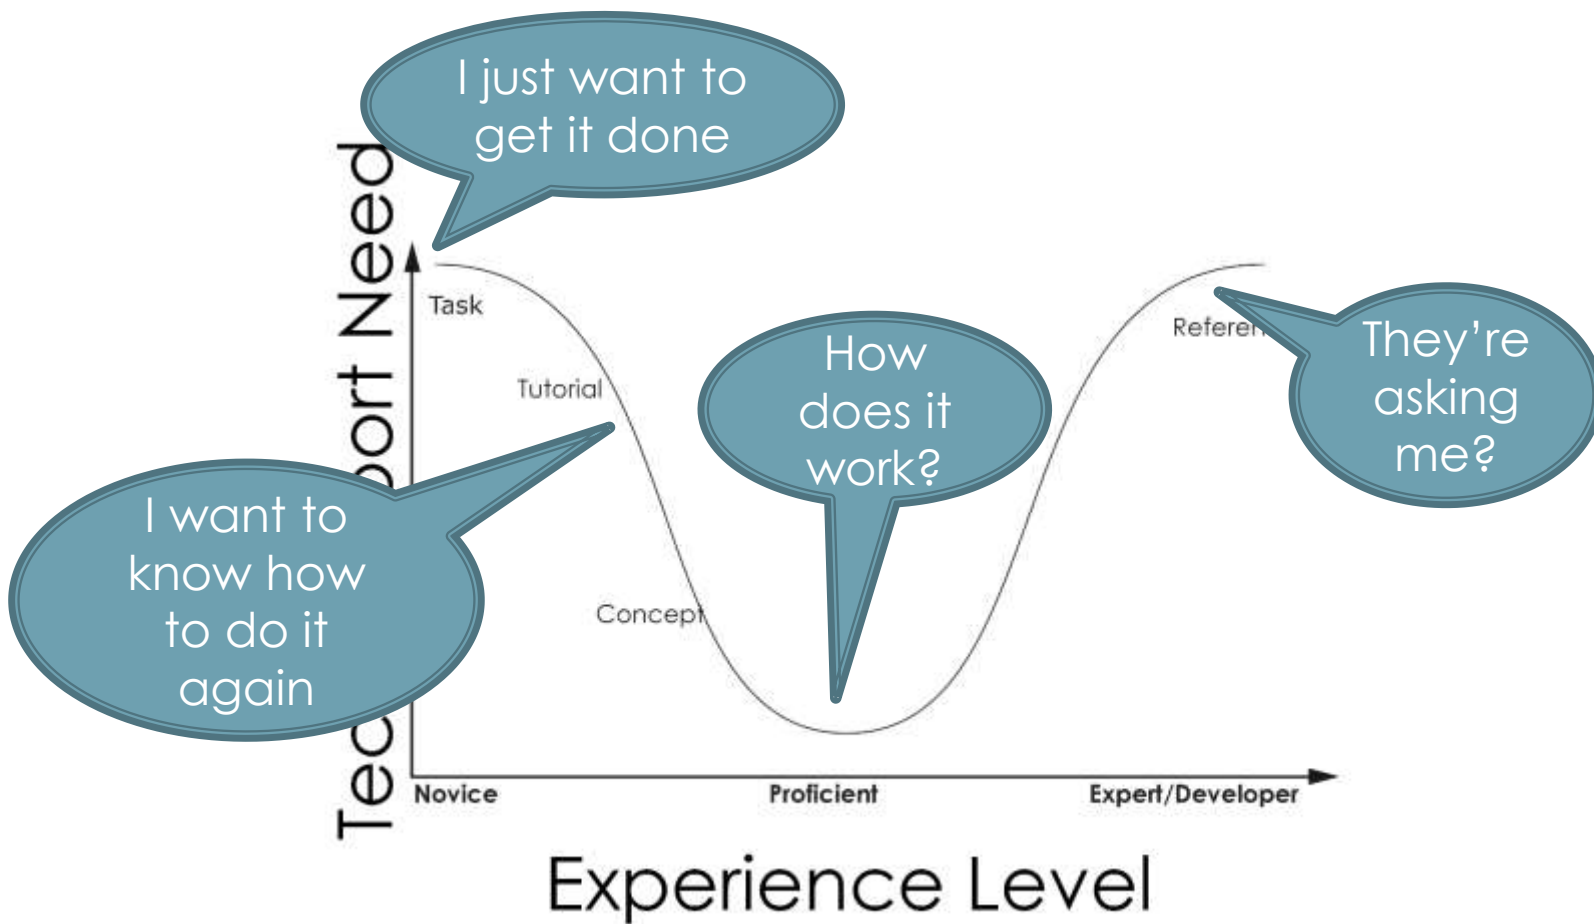 I just want to
get it done
Need
Task
Tutorial
Concept
I want to
know how
to do it
again
How
does it
work?
They're
asking
me?
Novice
Proficient
Expert/Developer
Experience Level